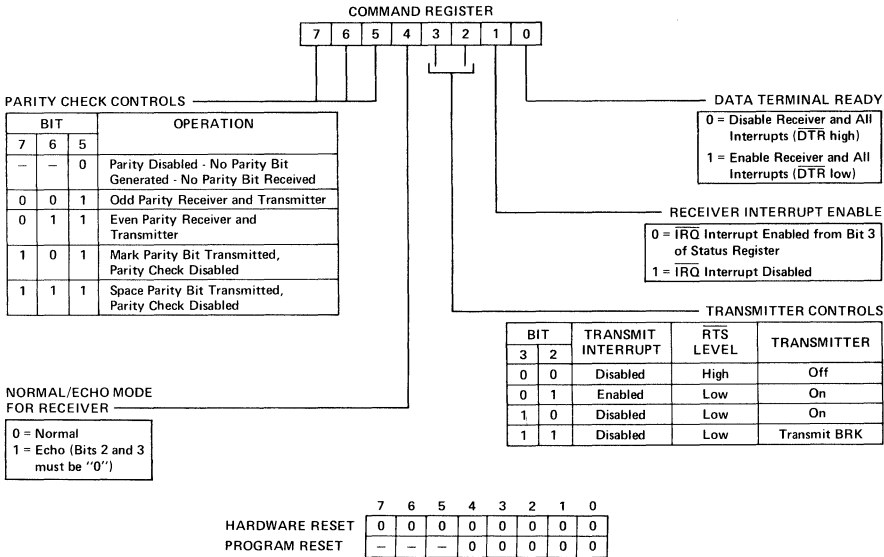 COMMAND REGISTER
7 6 5 4 3 2 1 0
PARITY CHECK CONTROLS
BIT OPERATION
7 6 5
– – 0 Parity Disabled - No Parity Bit
Generated - No Parity Bit Received
0 0 1 Odd Parity Receiver and Transmitter
0 1 1 Even Parity Receiver and
Transmitter
1 0 1 Mark Parity Bit Transmitted,
Parity Check Disabled
1 1 1 Space Parity Bit Transmitted,
Parity Check Disabled
NORMAL/ECHO MODE
FOR RECEIVER
0 = Normal
1 = Echo (Bits 2 and 3
must be "0")
DATA TERMINAL READY
0 = Disable Receiver and All
Interrupts (D̅T̅R̅ high)
1 = Enable Receiver and All
Interrupts (D̅T̅R̅ low)
RECEIVER INTERRUPT ENABLE
0 = I̅R̅Q̅ Interrupt Enabled from Bit 3
of Status Register
1 = I̅R̅Q̅ Interrupt Disabled
TRANSMITTER CONTROLS
BIT TRANSMIT INTERRUPT R̅T̅S̅ LEVEL TRANSMITTER
3 2
0 0 Disabled High Off
0 1 Enabled Low On
1 0 Disabled Low On
1 1 Disabled Low Transmit BRK
7 6 5 4 3 2 1 0
HARDWARE RESET 0 0 0 0 0 0 0 0
PROGRAM RESET – – – 0 0 0 0 0